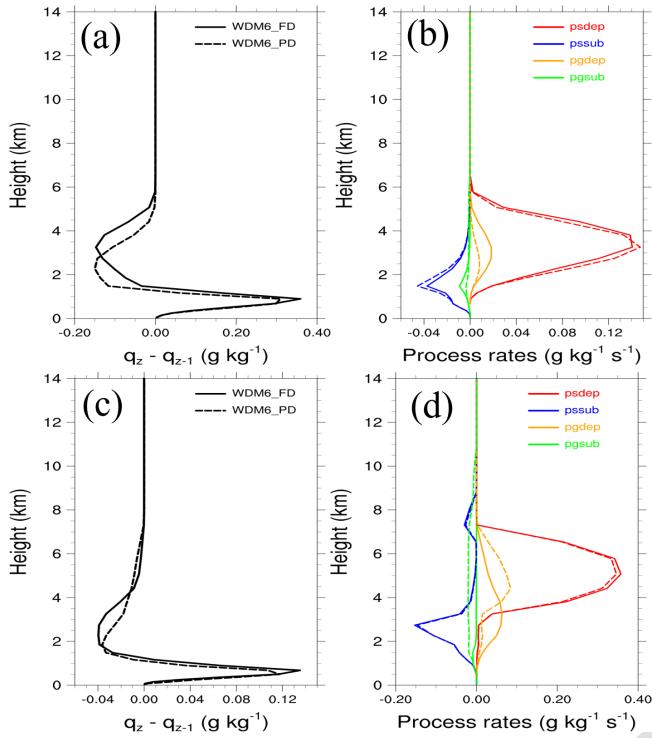 (a)
WDM6_FD
WDM6_PD
14
12
10
8
6
4
2
0
Height (km)
-0.20
0.00
0.20
0.40
q_z - q_z-1 (g kg⁻¹)
(b)
psdep
pssub
pgdep
pgsub
14
12
10
8
6
4
2
0
Height (km)
-0.04
0.00
0.04
0.08
0.12
Process rates (g kg⁻¹ s⁻¹)
(c)
WDM6_FD
WDM6_PD
14
12
10
8
6
4
2
0
Height (km)
-0.04
0.00
0.04
0.08
0.12
q_z - q_z-1 (g kg⁻¹)
(d)
psdep
pssub
pgdep
pgsub
14
12
10
8
6
4
2
0
Height (km)
-0.20
0.00
0.20
0.40
Process rates (g kg⁻¹ s⁻¹)